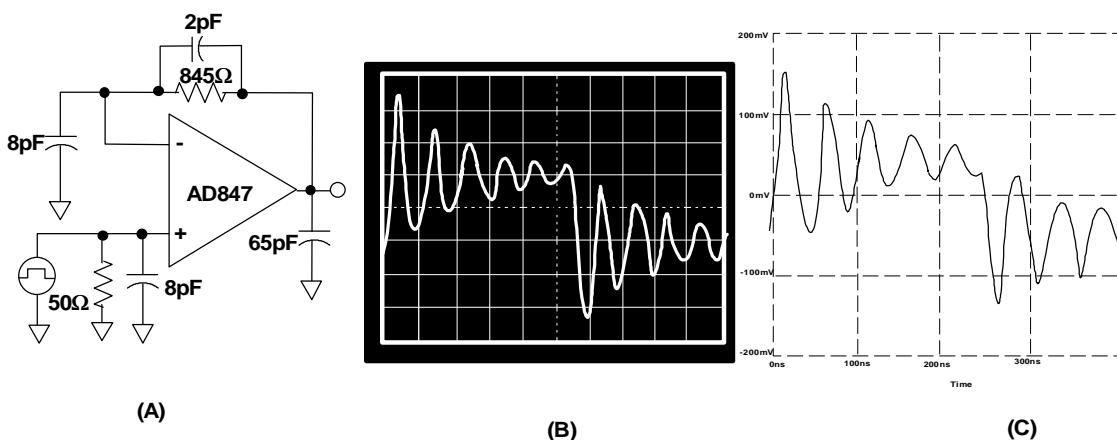 2pF
845Ω
8pF
-
AD847
+
65pF
50Ω
8pF
(A)
(B)
200mV
100mV
0mV
-100mV
-200mV
0ns 100ns 200ns 300ns
Time
(C)